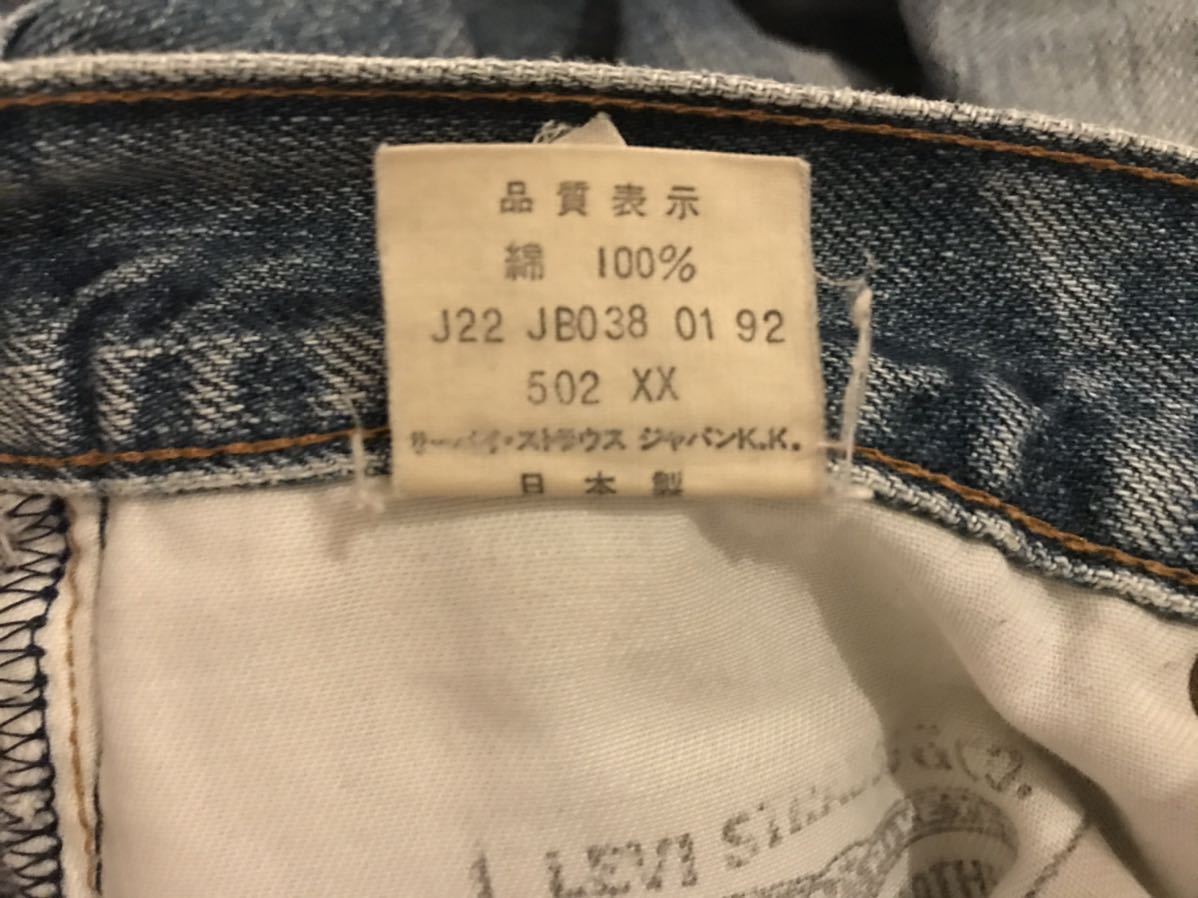 品質表示
綿 100%
J22 JB038 01 92
502 XX
リーバイ・ストラウス ジャパンK.K.
日本製
LEVI STRAUSS